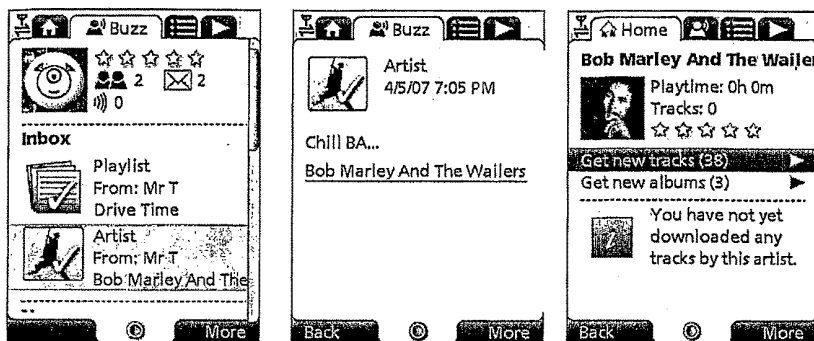 Buzz
2
2
0
Inbox
Playlist
From: Mr T
Drive Time
Artist
From: Mr T
Bob Marley And The
--
More
Buzz
Artist
4/5/07 7:05 PM
Chill BA...
Bob Marley And The Wailers
Back
More
Home
Bob Marley And The Wailer
Playtime: 0h 0m
Tracks: 0
Get new tracks (38)
Get new albums (3)
i
You have not yet
downloaded any
tracks by this artist.
Back
More